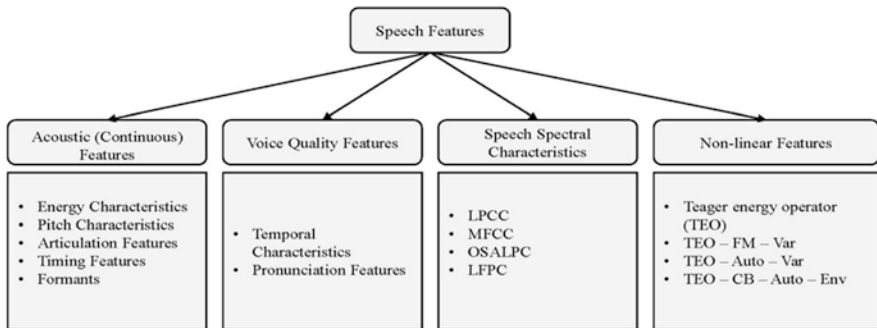 Speech Features
Acoustic (Continuous)
Features
Voice Quality Features
Speech Spectral
Characteristics
Non-linear Features
• Energy Characteristics
• Pitch Characteristics
• Articulation Features
• Timing Features
• Formants
• Temporal
Characteristics
• Pronunciation Features
• LPCC
• MFCC
• OSALPC
• LFPC
• Teager energy operator
(TEO)
• TEO – FM – Var
• TEO – Auto – Var
• TEO – CB – Auto – Env